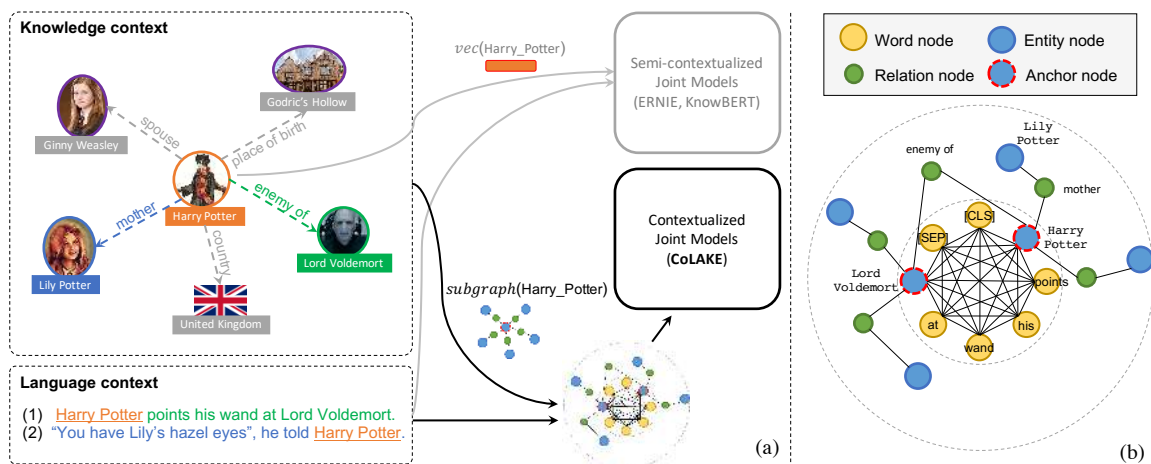 Knowledge context
Ginny Weasley
Godric's Hollow
spouse
place of birth
Harry Potter
mother
enemy of
country
Lily Potter
Lord Voldemort
United Kingdom
Language context
(1) Harry Potter points his wand at Lord Voldemort.
(2) “You have Lily's hazel eyes”, he told Harry Potter.
vec(Harry_Potter)
Semi-contextualized
Joint Models
(ERNIE, KnowBERT)
Contextualized
Joint Models
(CoLAKE)
subgraph(Harry_Potter)
(a)
Word node
Entity node
Relation node
Anchor node
Lily
Potter
enemy of
mother
[CLS]
[SEP]
Harry
Potter
Lord
Voldemort
points
at
his
wand
(b)